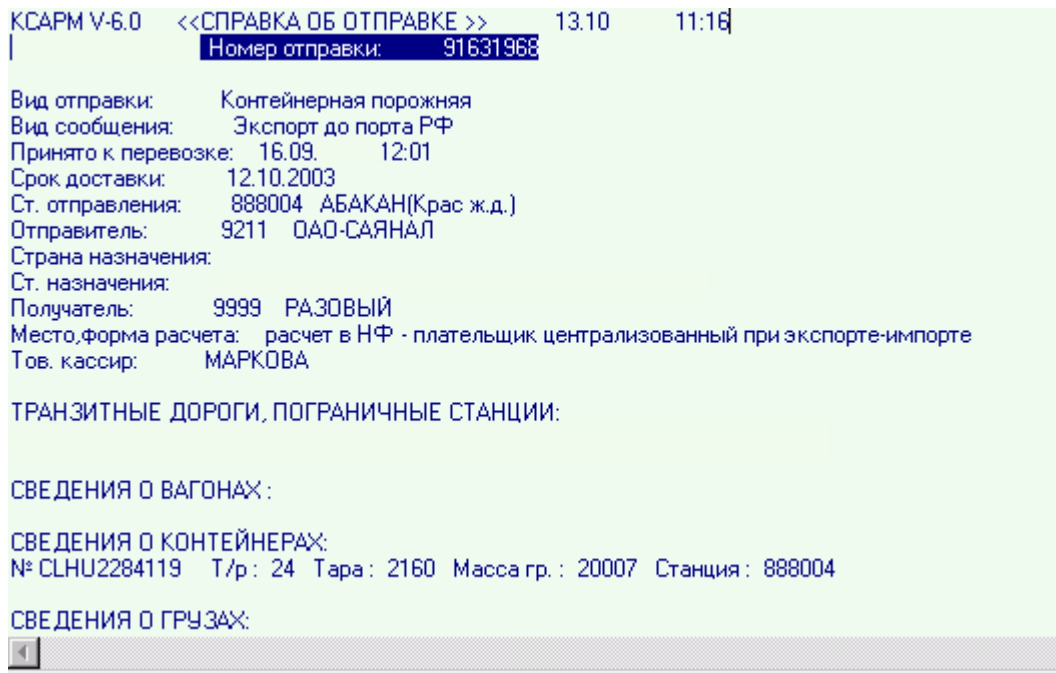 КСАРМ V-6.0 <<СПРАВКА ОБ ОТПРАВКЕ >> 13.10 11:16
Номер отправки: 91631968
Вид отправки: Контейнерная порожняя
Вид сообщения: Экспорт до порта РФ
Принято к перевозке: 16.09. 12:01
Срок доставки: 12.10.2003
Ст. отправления: 888004 АБАКАН(Крас ж.д.)
Отправитель: 9211 ОАО-САЯНАЛ
Страна назначения:
Ст. назначения:
Получатель: 9999 РАЗОВЫЙ
Место,форма расчета: расчет в НФ - плательщик централизованный при экспорте-импорте
Тов. кассир: МАРКОВА
ТРАНЗИТНЫЕ ДОРОГИ, ПОГРАНИЧНЫЕ СТАНЦИИ:
СВЕДЕНИЯ О ВАГОНАХ :
СВЕДЕНИЯ О КОНТЕЙНЕРАХ:
№ CLHU2284119 Т/р : 24 Тара : 2160 Масса гр. : 20007 Станция : 888004
СВЕДЕНИЯ О ГРУЗАХ: